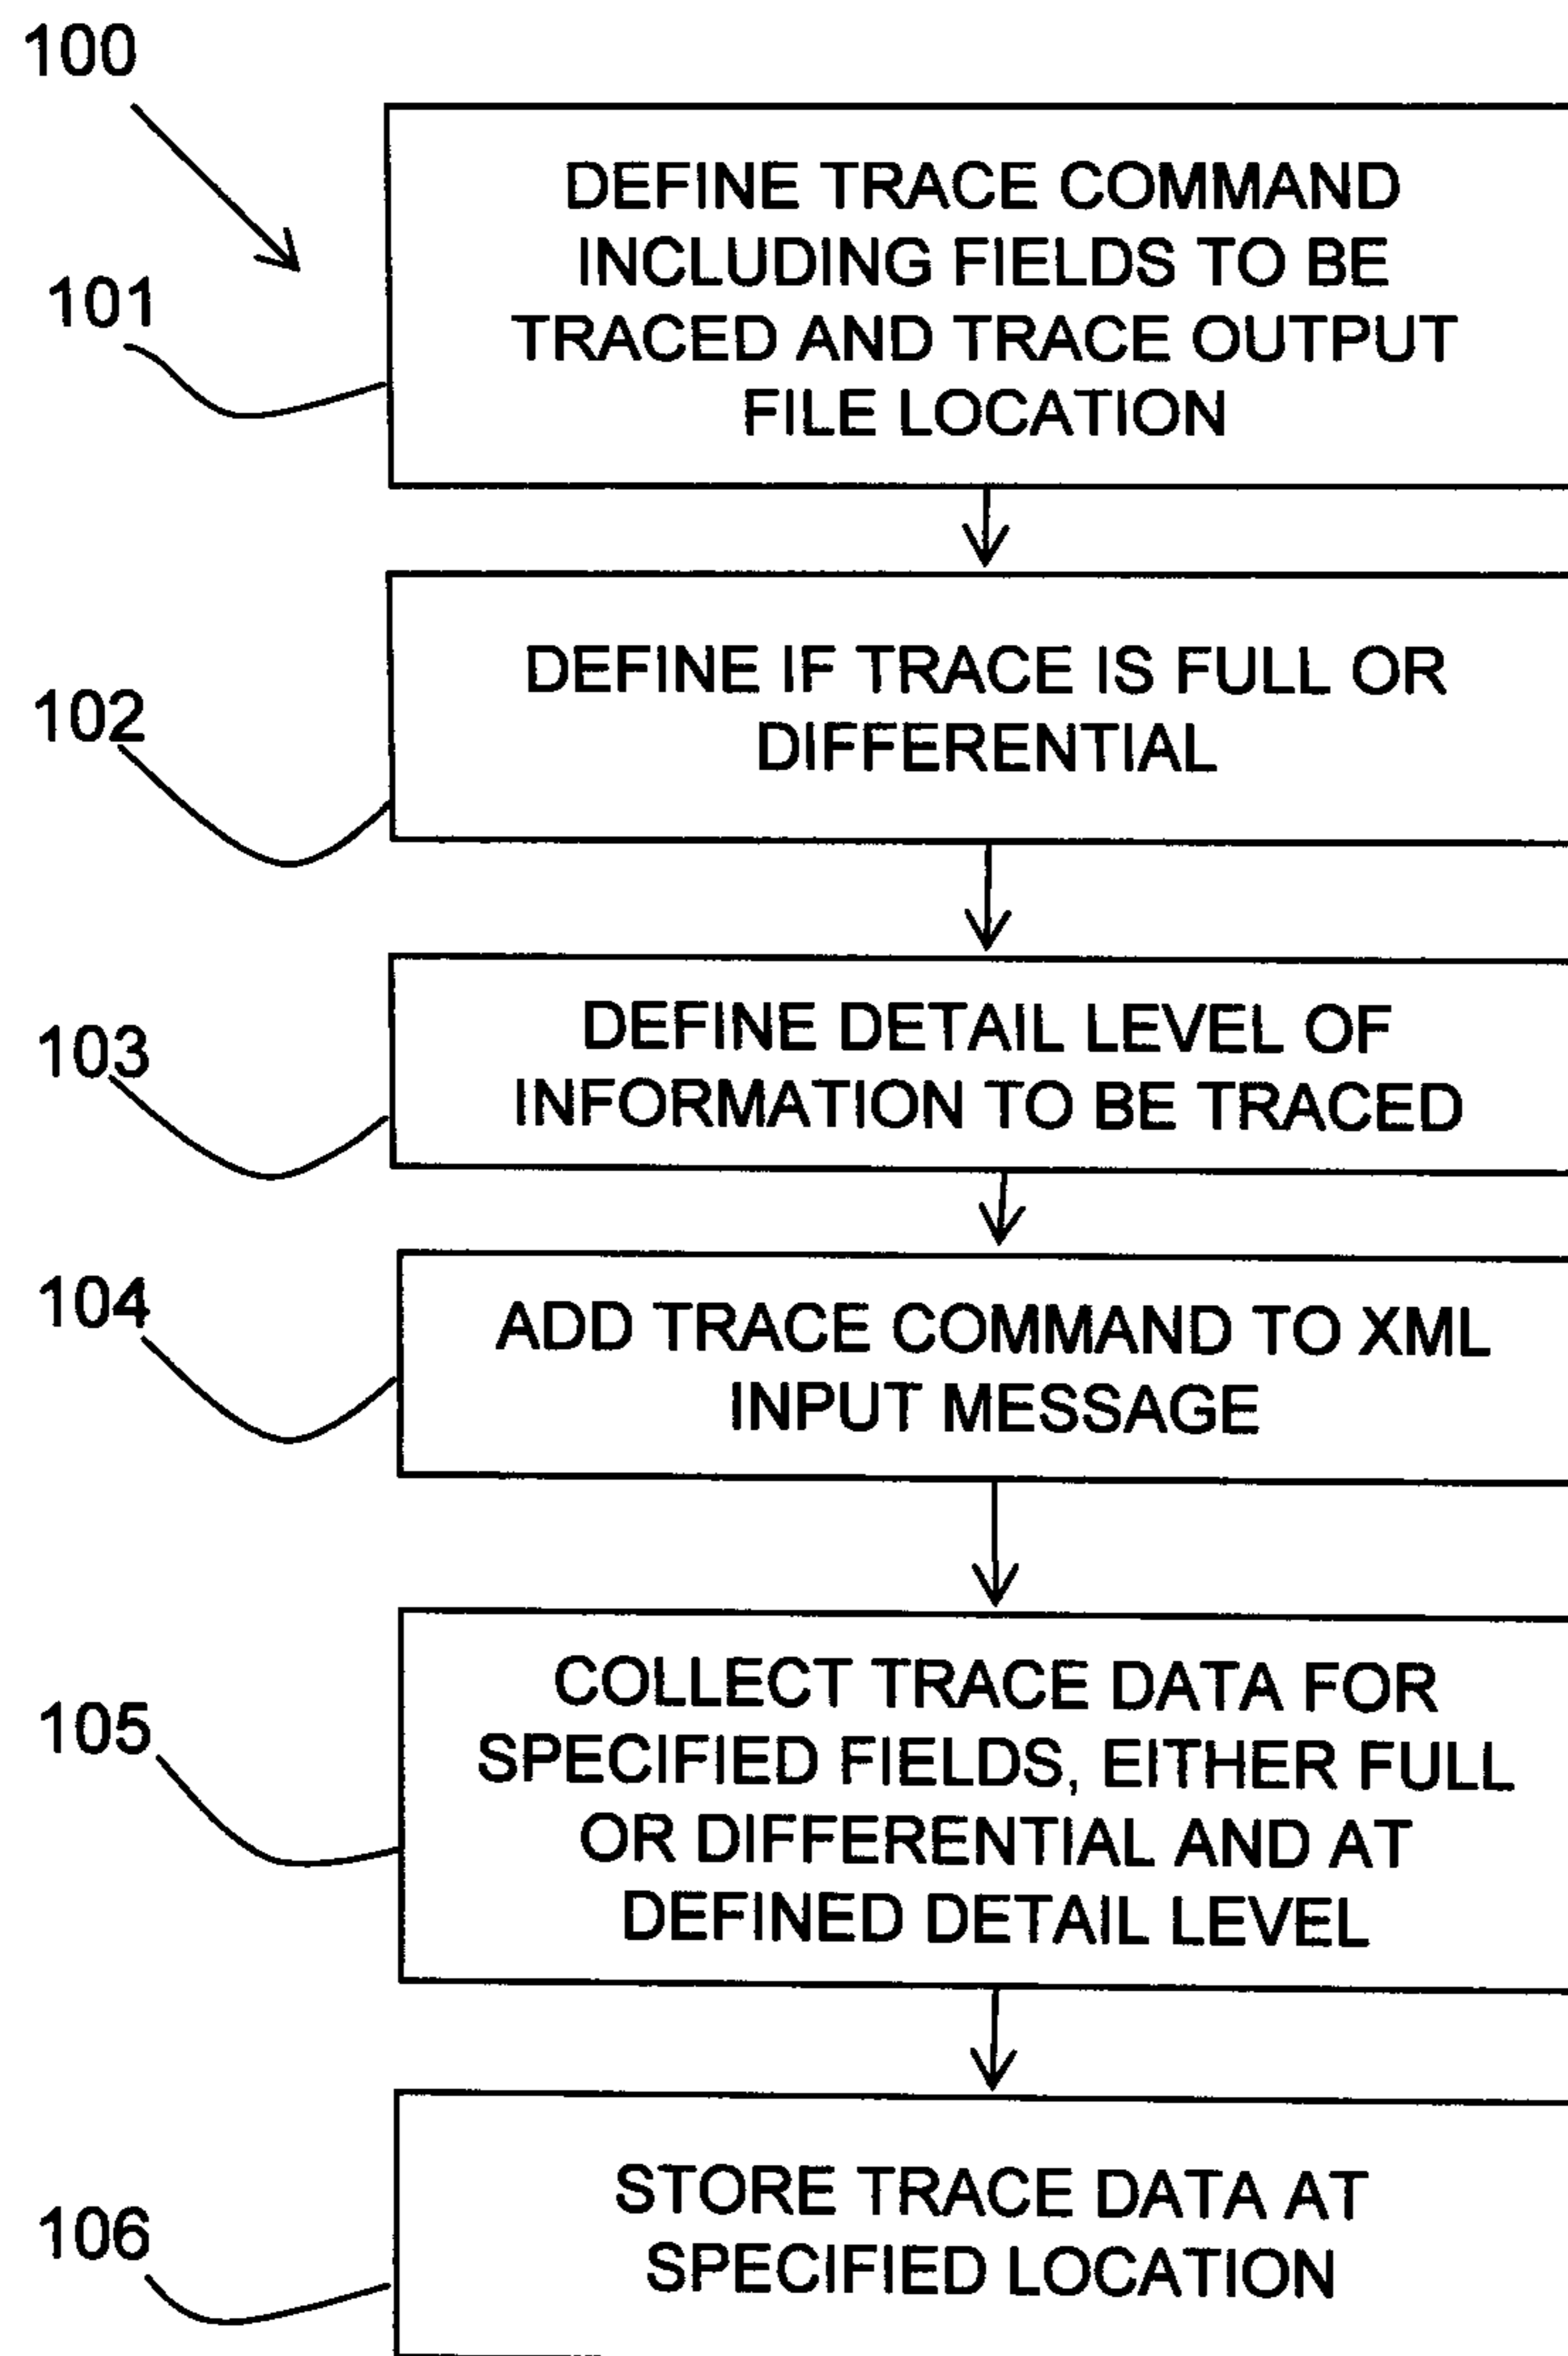 100
101
DEFINE TRACE COMMAND
INCLUDING FIELDS TO BE
TRACED AND TRACE OUTPUT
FILE LOCATION
102
DEFINE IF TRACE IS FULL OR
DIFFERENTIAL
103
DEFINE DETAIL LEVEL OF
INFORMATION TO BE TRACED
104
ADD TRACE COMMAND TO XML
INPUT MESSAGE
105
COLLECT TRACE DATA FOR
SPECIFIED FIELDS, EITHER FULL
OR DIFFERENTIAL AND AT
DEFINED DETAIL LEVEL
106
STORE TRACE DATA AT
SPECIFIED LOCATION